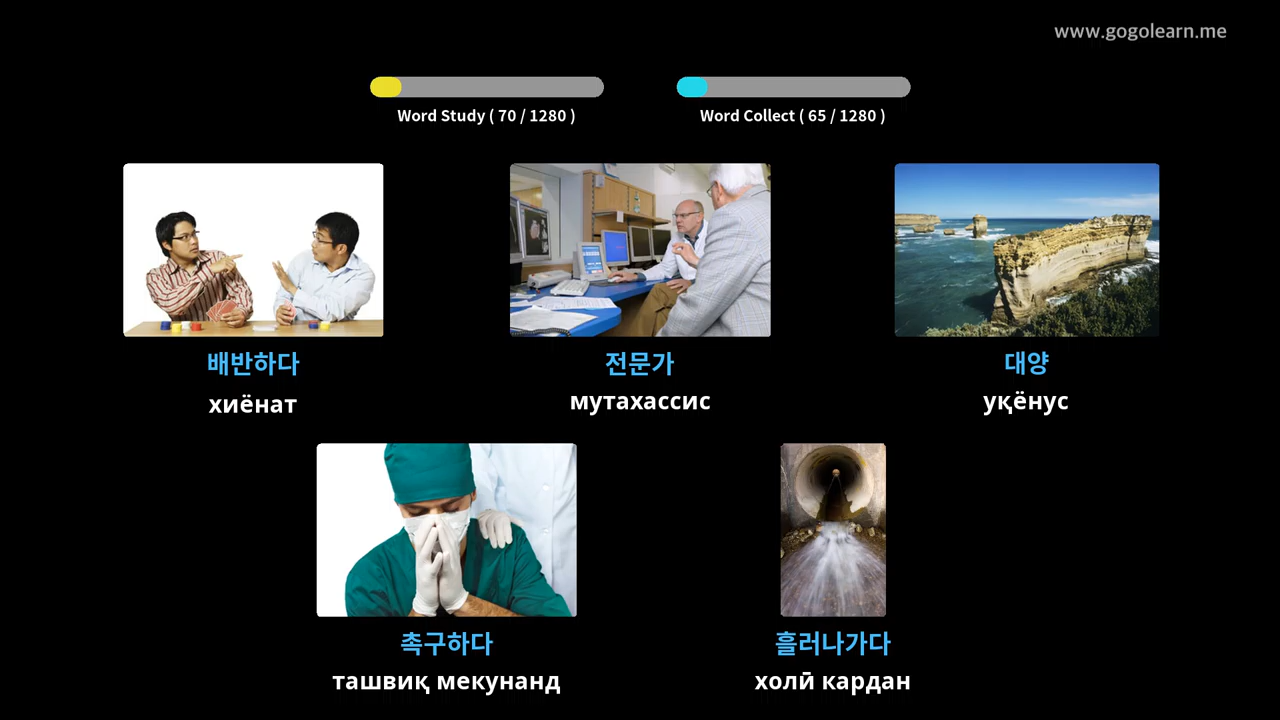 www.gogolearn.me
Word Study ( 70 / 1280 )
Word Collect ( 65 / 1280 )
배반하다
전문가
대양
хиёнат
мутахассис
уқёнус
촉구하다
흘러나가다
ташвиқ мекунанд
холӣ кардан